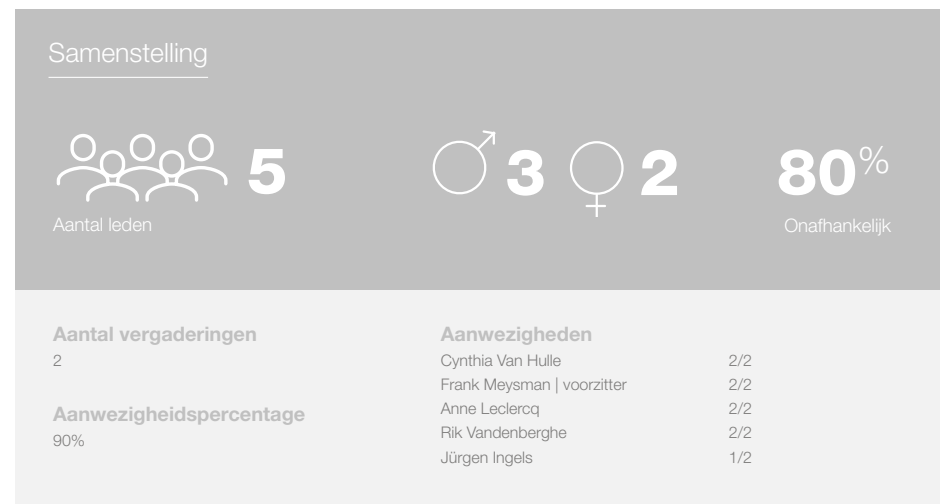 Samenstelling
5
3
2
80%
Aantal leden
Onafhankelijk
Aantal vergaderingen
2
Aanwezigheidspercentage
90%
Aanwezigheden
Cynthia Van Hulle 2/2
Frank Meysman | voorzitter 2/2
Anne Leclercq 2/2
Rik Vandenberghe 2/2
Jürgen Ingels 1/2